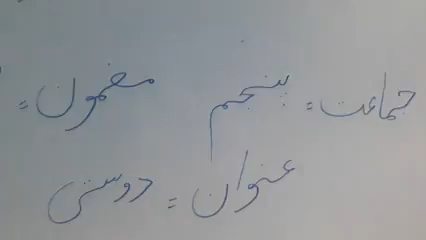 جماعت = پنجم مضمون =
عنوان = دوستی